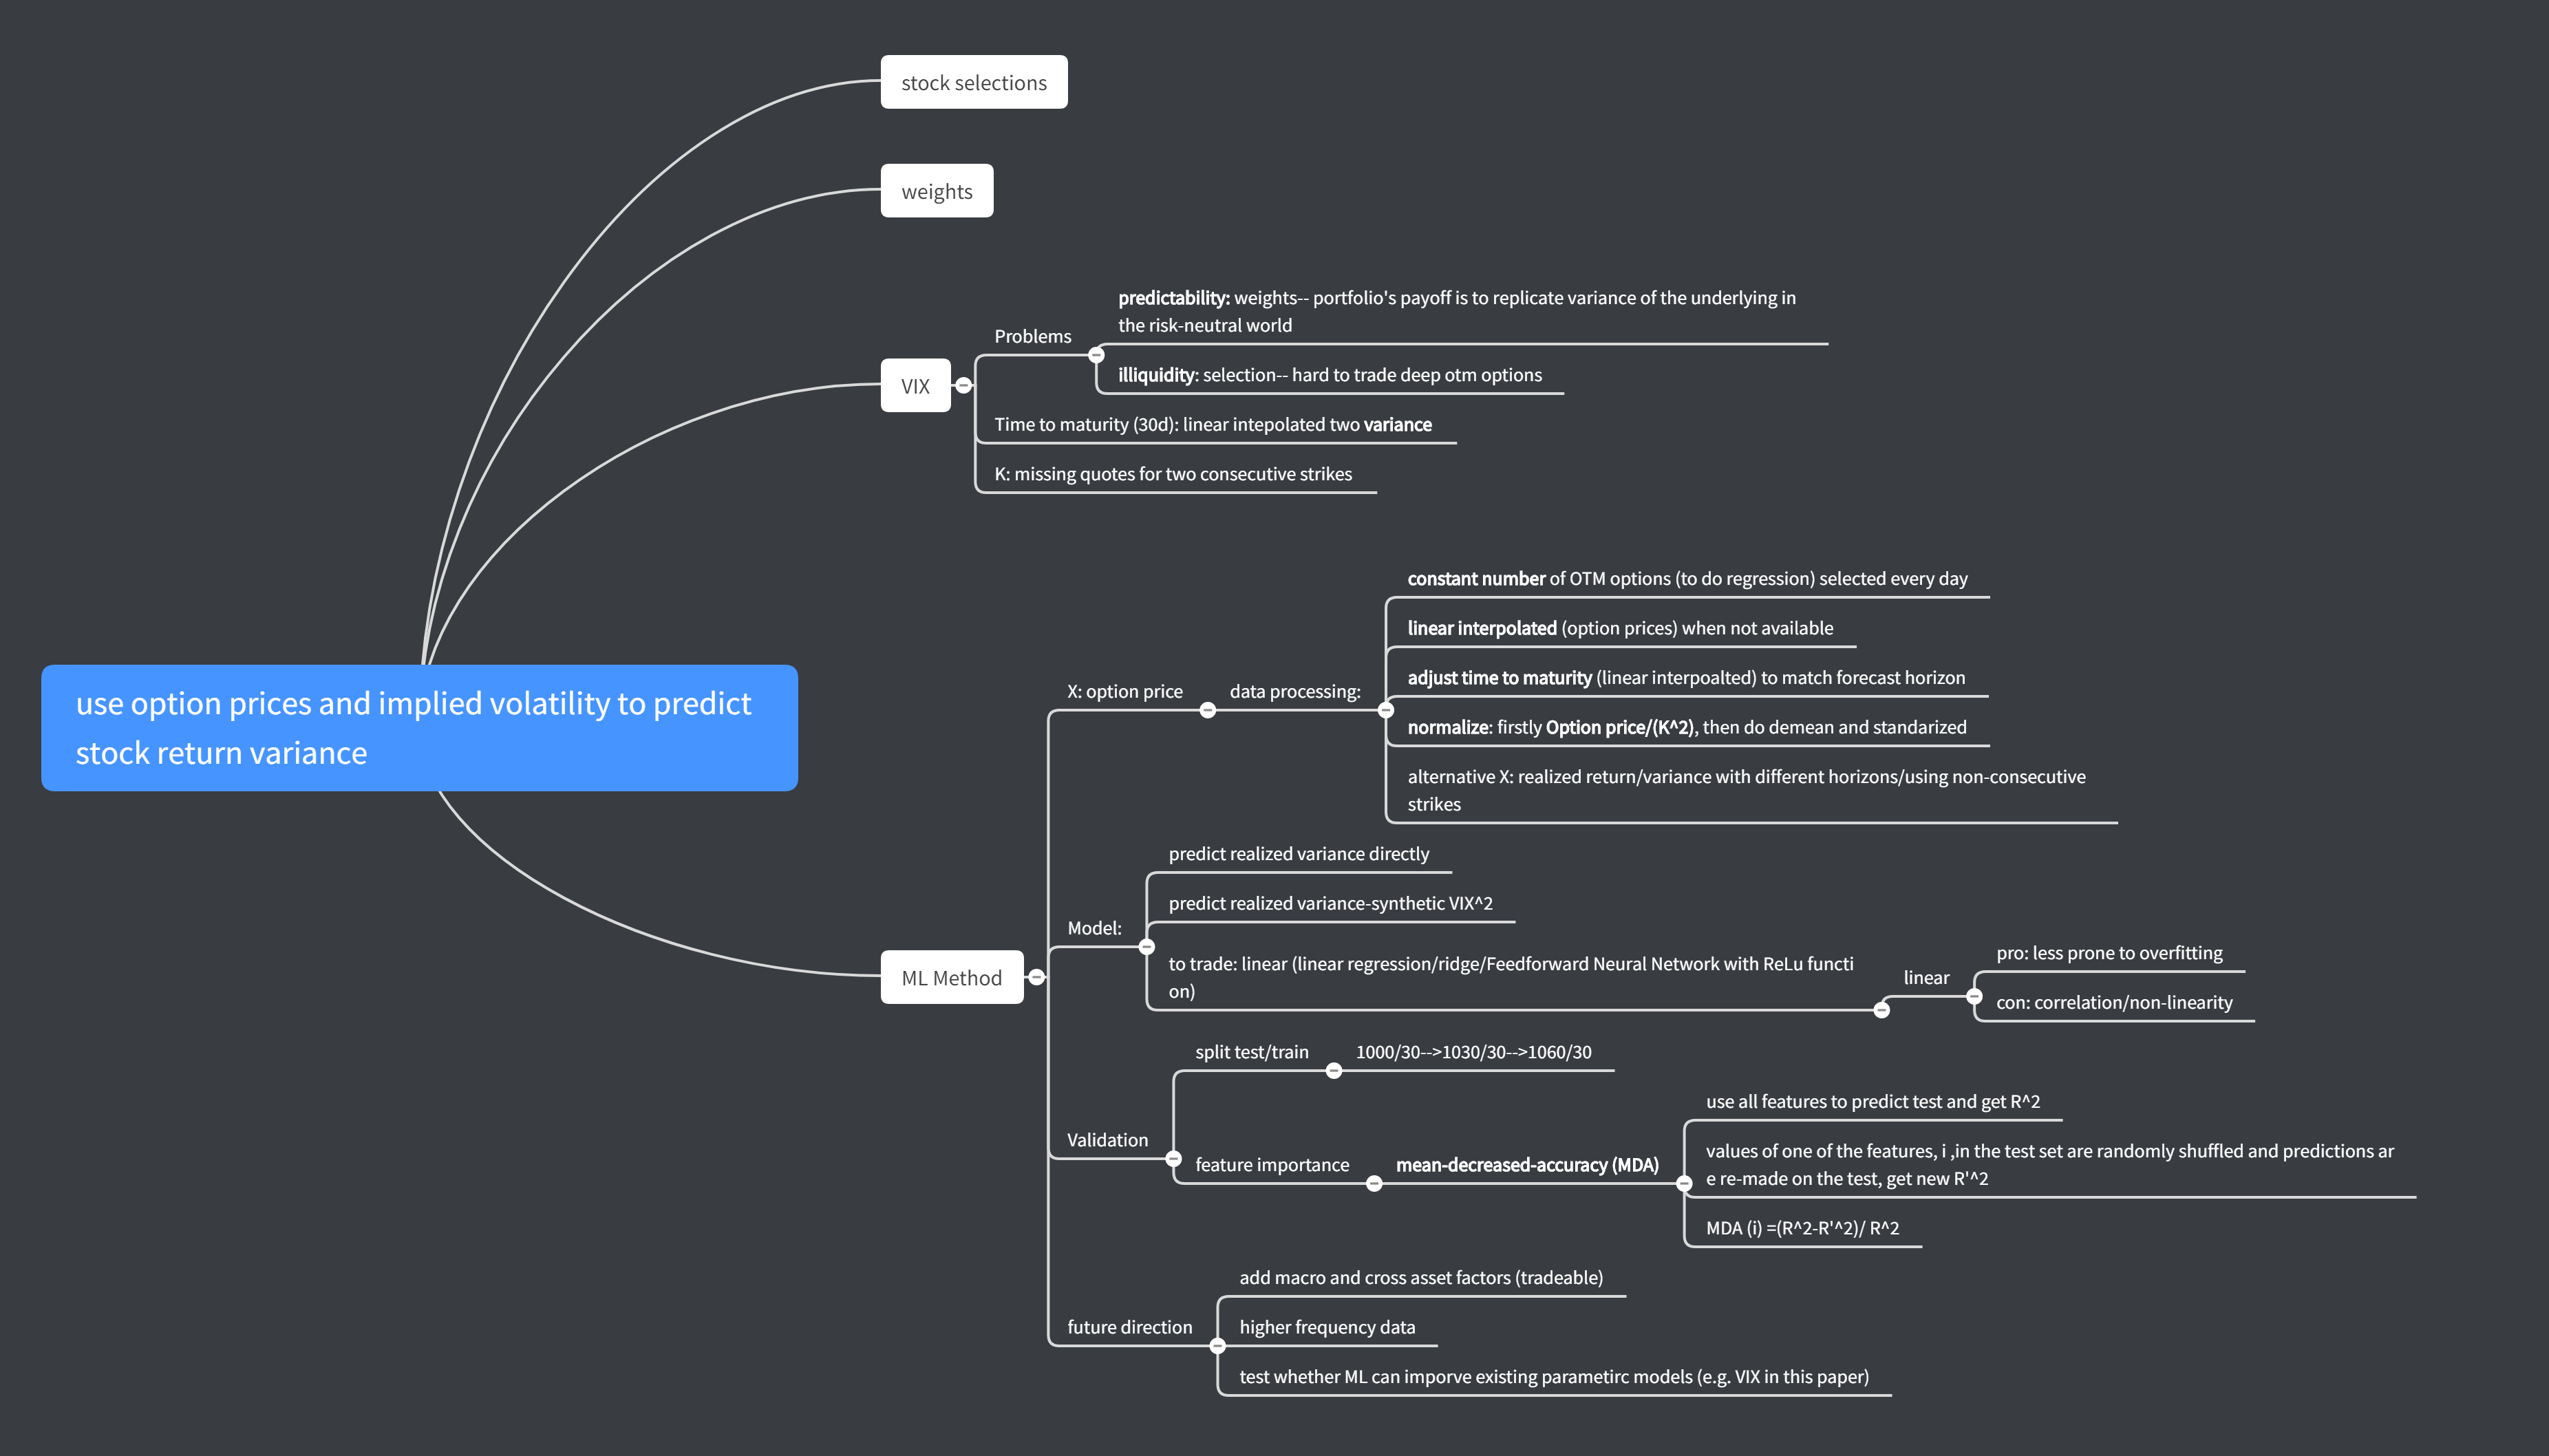 stock selections
weights
predictability: weights-- portfolio's payoff is to replicate variance of the underlying in
the risk-neutral world
Problems
illiquidity: selection-- hard to trade deep otm options
VIX
Time to maturity (30d): linear intepolated two variance
K: missing quotes for two consecutive strikes
use option prices and implied volatility to predict
stock return variance
constant number of OTM options (to do regression) selected every day
linear interpolated (option prices) when not available
X: option price
data processing:
adjust time to maturity (linear interpoalted) to match forecast horizon
normalize: firstly Option price/(K^2), then do demean and standarized
alternative X: realized return/variance with different horizons/using non-consecutive
strikes
predict realized variance directly
predict realized variance-synthetic VIX^2
Model:
to trade: linear (linear regression/ridge/Feedforward Neural Network with ReLu functi
on)
linear
pro: less prone to overfitting
con: correlation/non-linearity
ML Method
split test/train
1000/30-->1030/30-->1060/30
Validation
feature importance
mean-decreased-accuracy (MDA)
use all features to predict test and get R^2
values of one of the features, i ,in the test set are randomly shuffled and predictions ar
e re-made on the test, get new R'^2
MDA (i) =(R^2-R'^2)/ R^2
add macro and cross asset factors (tradeable)
future direction
higher frequency data
test whether ML can imporve existing parametirc models (e.g. VIX in this paper)